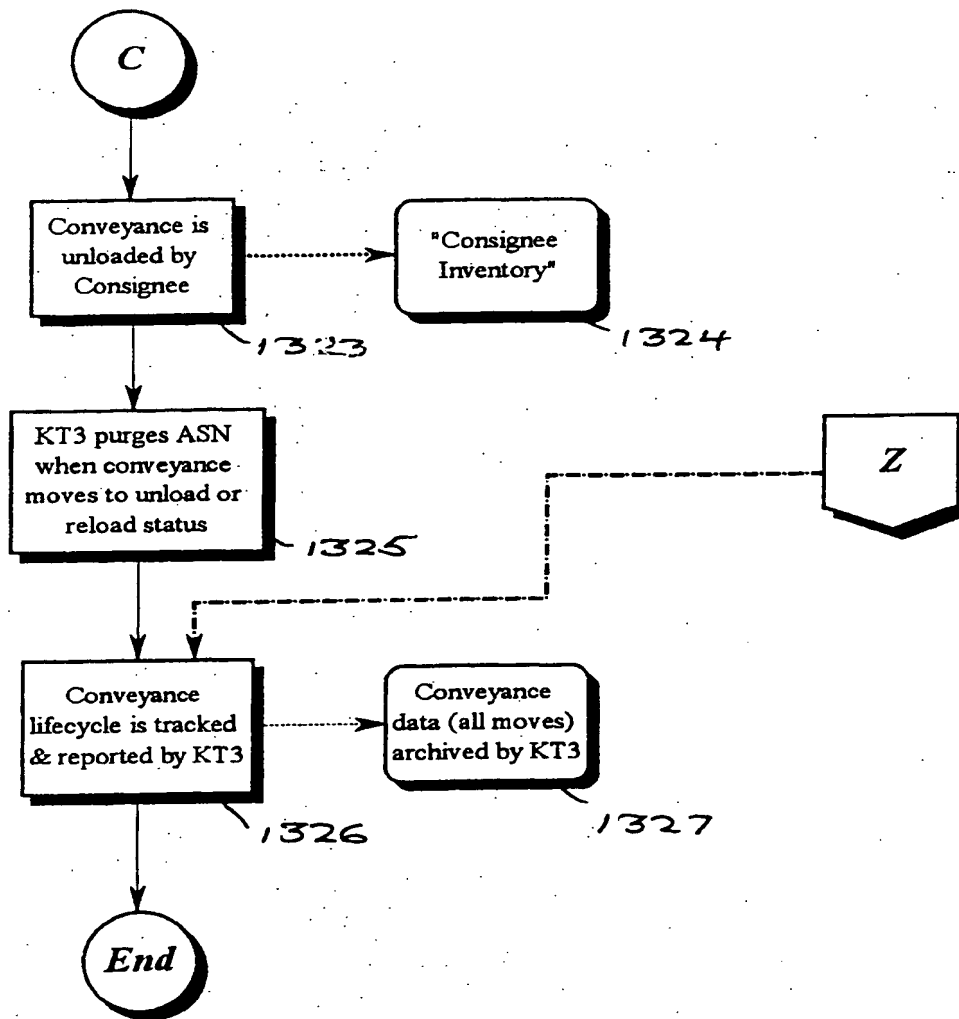 C
Conveyance is
unloaded by
Consignee
"Consignee
Inventory"
1323
1324
KT3 purges ASN
when conveyance
moves to unload or
reload status
Z
1325
Conveyance
lifecycle is tracked
& reported by KT3
Conveyance
data (all moves)
archived by KT3
1326
1327
End